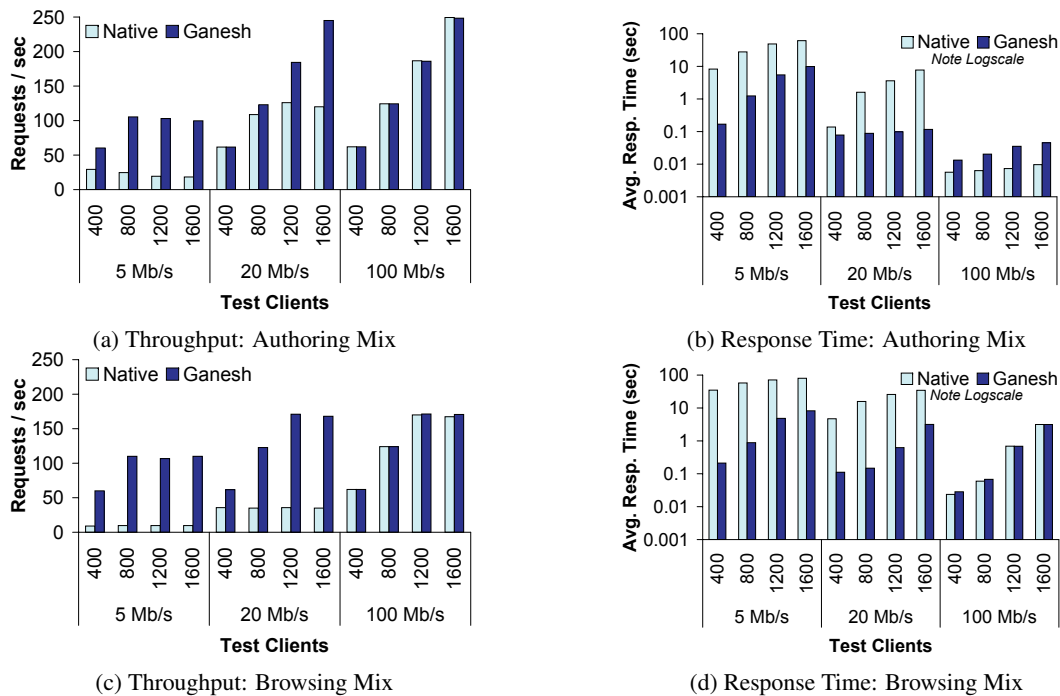 250
200
150
100
50
0
Requests / sec
Native Ganesh
400 800 1200 1600 400 800 1200 1600 400 800 1200 1600
5 Mb/s 20 Mb/s 100 Mb/s
Test Clients
(a) Throughput: Authoring Mix
100
10
1
0.1
0.01
0.001
Avg. Resp. Time (sec)
Native Ganesh
Note Logscale
400 800 1200 1600 400 800 1200 1600 400 800 1200 1600
5 Mb/s 20 Mb/s 100 Mb/s
Test Clients
(b) Response Time: Authoring Mix
250
200
150
100
50
0
Requests / sec
Native Ganesh
400 800 1200 1600 400 800 1200 1600 400 800 1200 1600
5 Mb/s 20 Mb/s 100 Mb/s
Test Clients
(c) Throughput: Browsing Mix
100
10
1
0.1
0.01
0.001
Avg. Resp. Time (sec)
Native Ganesh
Note Logscale
400 800 1200 1600 400 800 1200 1600 400 800 1200 1600
5 Mb/s 20 Mb/s 100 Mb/s
Test Clients
(d) Response Time: Browsing Mix